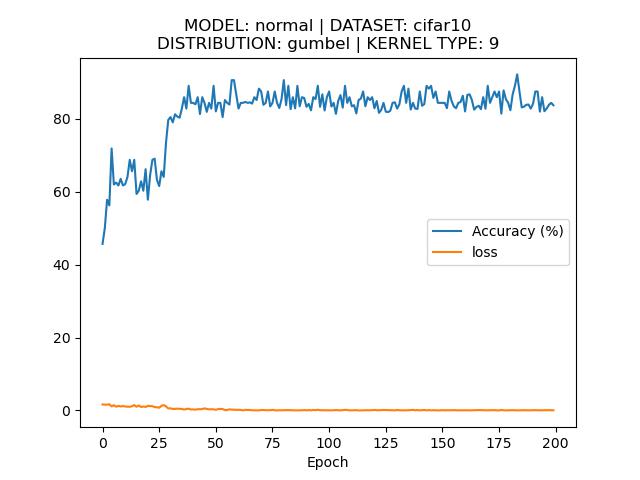 MODEL: normal | DATASET: cifar10
DISTRIBUTION: gumbel | KERNEL TYPE: 9
80
60
40
20
0
Accuracy (%)
loss
0 25 50 75 100 125 150 175 200
Epoch